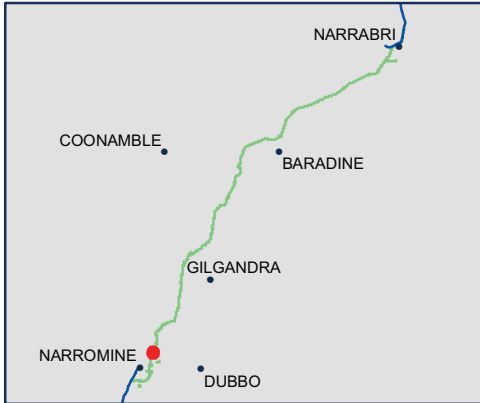 NARRABRI
COONAMBLE
BARADINE
GILGANDRA
NARROMINE
DUBBO